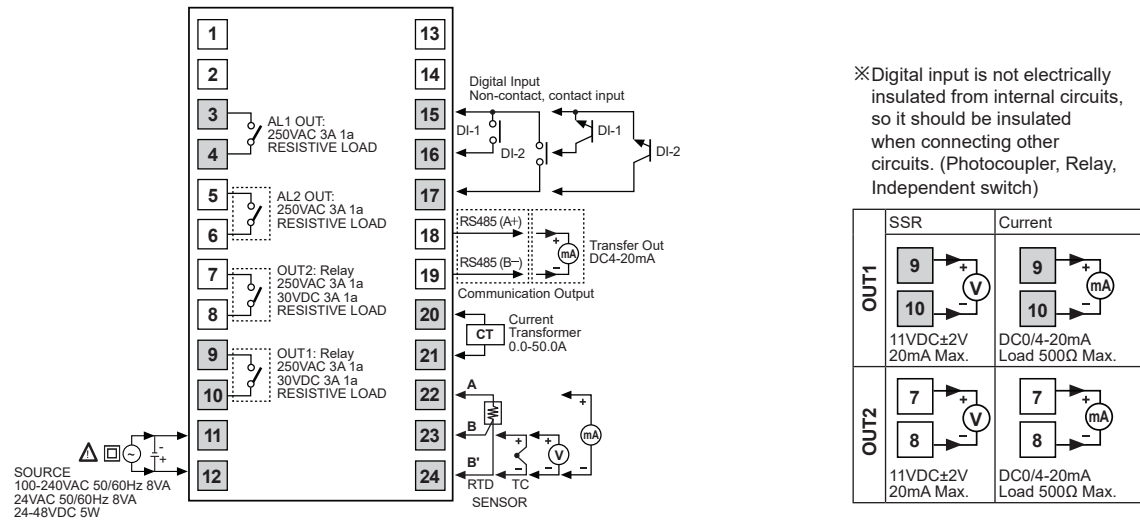 1
2
3
4
AL1 OUT:
250VAC 3A 1a
RESISTIVE LOAD
5
6
AL2 OUT:
250VAC 3A 1a
RESISTIVE LOAD
7
8
OUT2: Relay
250VAC 3A 1a
30VDC 3A 1a
RESISTIVE LOAD
9
10
OUT1: Relay
250VAC 3A 1a
30VDC 3A 1a
RESISTIVE LOAD
11
12
- +
SOURCE
100-240VAC 50/60Hz 8VA
24VAC 50/60Hz 8VA
24-48VDC 5W
13
14
15
16
17
Digital Input
Non-contact, contact input
DI-1
DI-2
DI-1
DI-2
18
19
RS485 (A+)
RS485 (B−)
+
mA
−
Transfer Out
DC4-20mA
Communication Output
20
21
CT
Current
Transformer
0.0-50.0A
22
23
24
A
B
B'
RTD
+
−
TC
+
V
−
+
mA
−
SENSOR
※Digital input is not electrically
insulated from internal circuits,
so it should be insulated
when connecting other
circuits. (Photocoupler, Relay,
Independent switch)
SSR
Current
OUT1
9
10
+
V
−
11VDC±2V
20mA Max.
9
10
+
mA
−
DC0/4-20mA
Load 500Ω Max.
OUT2
7
8
+
V
−
11VDC±2V
20mA Max.
7
8
+
mA
−
DC0/4-20mA
Load 500Ω Max.